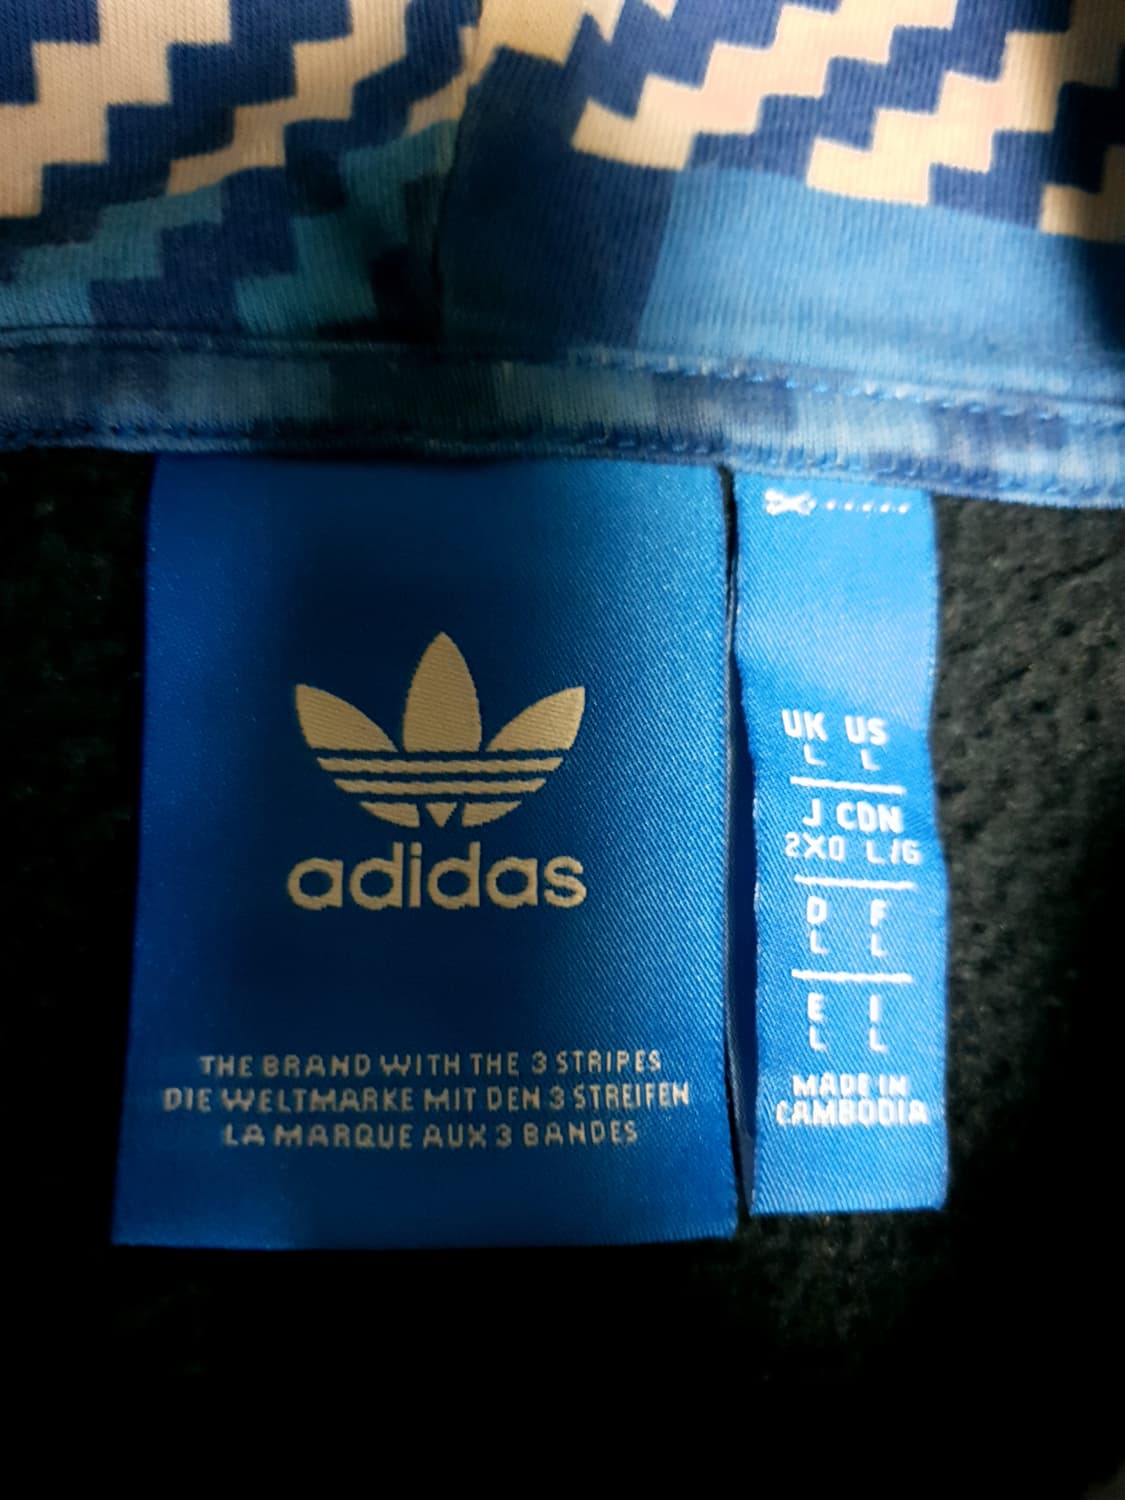 adidas
THE BRAND WITH THE 3 STRIPES
DIE WELTMARKE MIT DEN 3 STREIFEN
LA MARQUE AUX 3 BANDES
UK US
L L
J CDN
2XO L/G
D F
L L
E I
L L
MADE IN
CAMBODIA